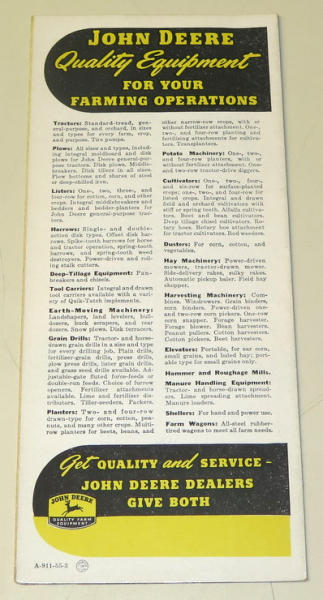 JOHN DEERE
Quality Equipment
FOR YOUR
FARMING OPERATIONS
Tractors: Standard-tread, gen-
eral-purpose, and orchard, in sizes
and types for every farm, crop,
and purpose. Tire pumps.
Plows: All sizes and types, includ-
ing integral moldboard and disk
plows for John Deere general-pur-
pose tractors. Disk plows. Middle-
breakers. Disk tillers in all sizes.
Plow bottoms and shares of steel
or deep-chilled iron.
Listers: One-, two, three-, and
four-row for cotton, corn, and other
crops. Integral middlebreakers and
bedders and bedder-planters for
John Deere general-purpose trac-
tors.
Harrows: Single- and double-
action disk types. Offset disk har-
rows. Spike-tooth harrows for horse
and tractor operation, spring-tooth
harrows, and spring-tooth weed
destroyers. Power-driven and roll-
ing stalk cutters.
Deep-Tillage Equipment: Pan-
breakers and chisels.
Tool Carriers: Integral and drawn
tool carriers available with a vari-
ety of Quik-Tatch implements.
Earth-Moving Machinery:
Landshapers, land levelers, bull-
dozers, buck scrapers, and rear
dozers. Snow plows. Disk terracers.
Grain Drills: Tractor- and horse-
drawn grain drills in a size and type
for every drilling job. Plain drills,
fertilizer-grain drills, press drills,
plow press drills, lister grain drills,
and grass seed drills available. Ad-
justable-gate fluted force-feeds or
double-run feeds. Choice of furrow
openers. Fertilizer attachments
available. Lime and fertilizer dis-
tributors. Tiller-seeders. Packers.
Planters: Two- and four-row
drawn-type for corn, cotton, pea-
nuts, and many other crops. Multi-
row planters for beets, beans, and
other narrow-row crops, with or
without fertilizer attachment. One-,
two-, and four-row planting and
fertilizing attachments for cultiva-
tors. Transplanters.
Potato Machinery: One-, two-,
and four-row planters, with or
without fertilizer attachment. One-
and two-row tractor-drive diggers.
Cultivators: One-, two-, four-,
and six-row for surface-planted
crops; one-, two-, and four-row for
listed crops. Integral and drawn
field and orchard cultivators with
stiff or spring teeth. Alfalfa cultiva-
tors. Beet and bean cultivators.
Deep tillage chisel cultivators. Ro-
tary hoes. Rotary hoe attachment
for tractor cultivators. Rod weeders.
Dusters: For corn, cotton, and
vegetables.
Hay Machinery: Power-driven
mowers, tractor-drawn mower.
Side-delivery rakes, sulky rakes.
Automatic pickup baler. Field hay
chopper.
Harvesting Machinery: Com-
bines. Windrowers. Grain binders,
corn binders. Power-driven one-
and two-row corn pickers. One-row
corn snapper. Forage harvester.
Forage blower. Bean harvesters.
Peanut pullers. Cotton harvesters.
Cotton pickers. Beet harvesters.
Elevators: Portable, for ear corn,
small grains, and baled hay; port-
able type for small grains only.
Hammer and Roughage Mills.
Manure Handling Equipment:
Tractor- and horse-drawn spread-
ers. Lime spreading attachment.
Manure loaders.
Shellers: For hand and power use.
Farm Wagons: All-steel rubber-
tired wagons to meet all farm needs.
Get QUALITY and SERVICE -
JOHN DEERE DEALERS
GIVE BOTH
JOHN DEERE
QUALITY FARM
EQUIPMENT
A-911-55-3